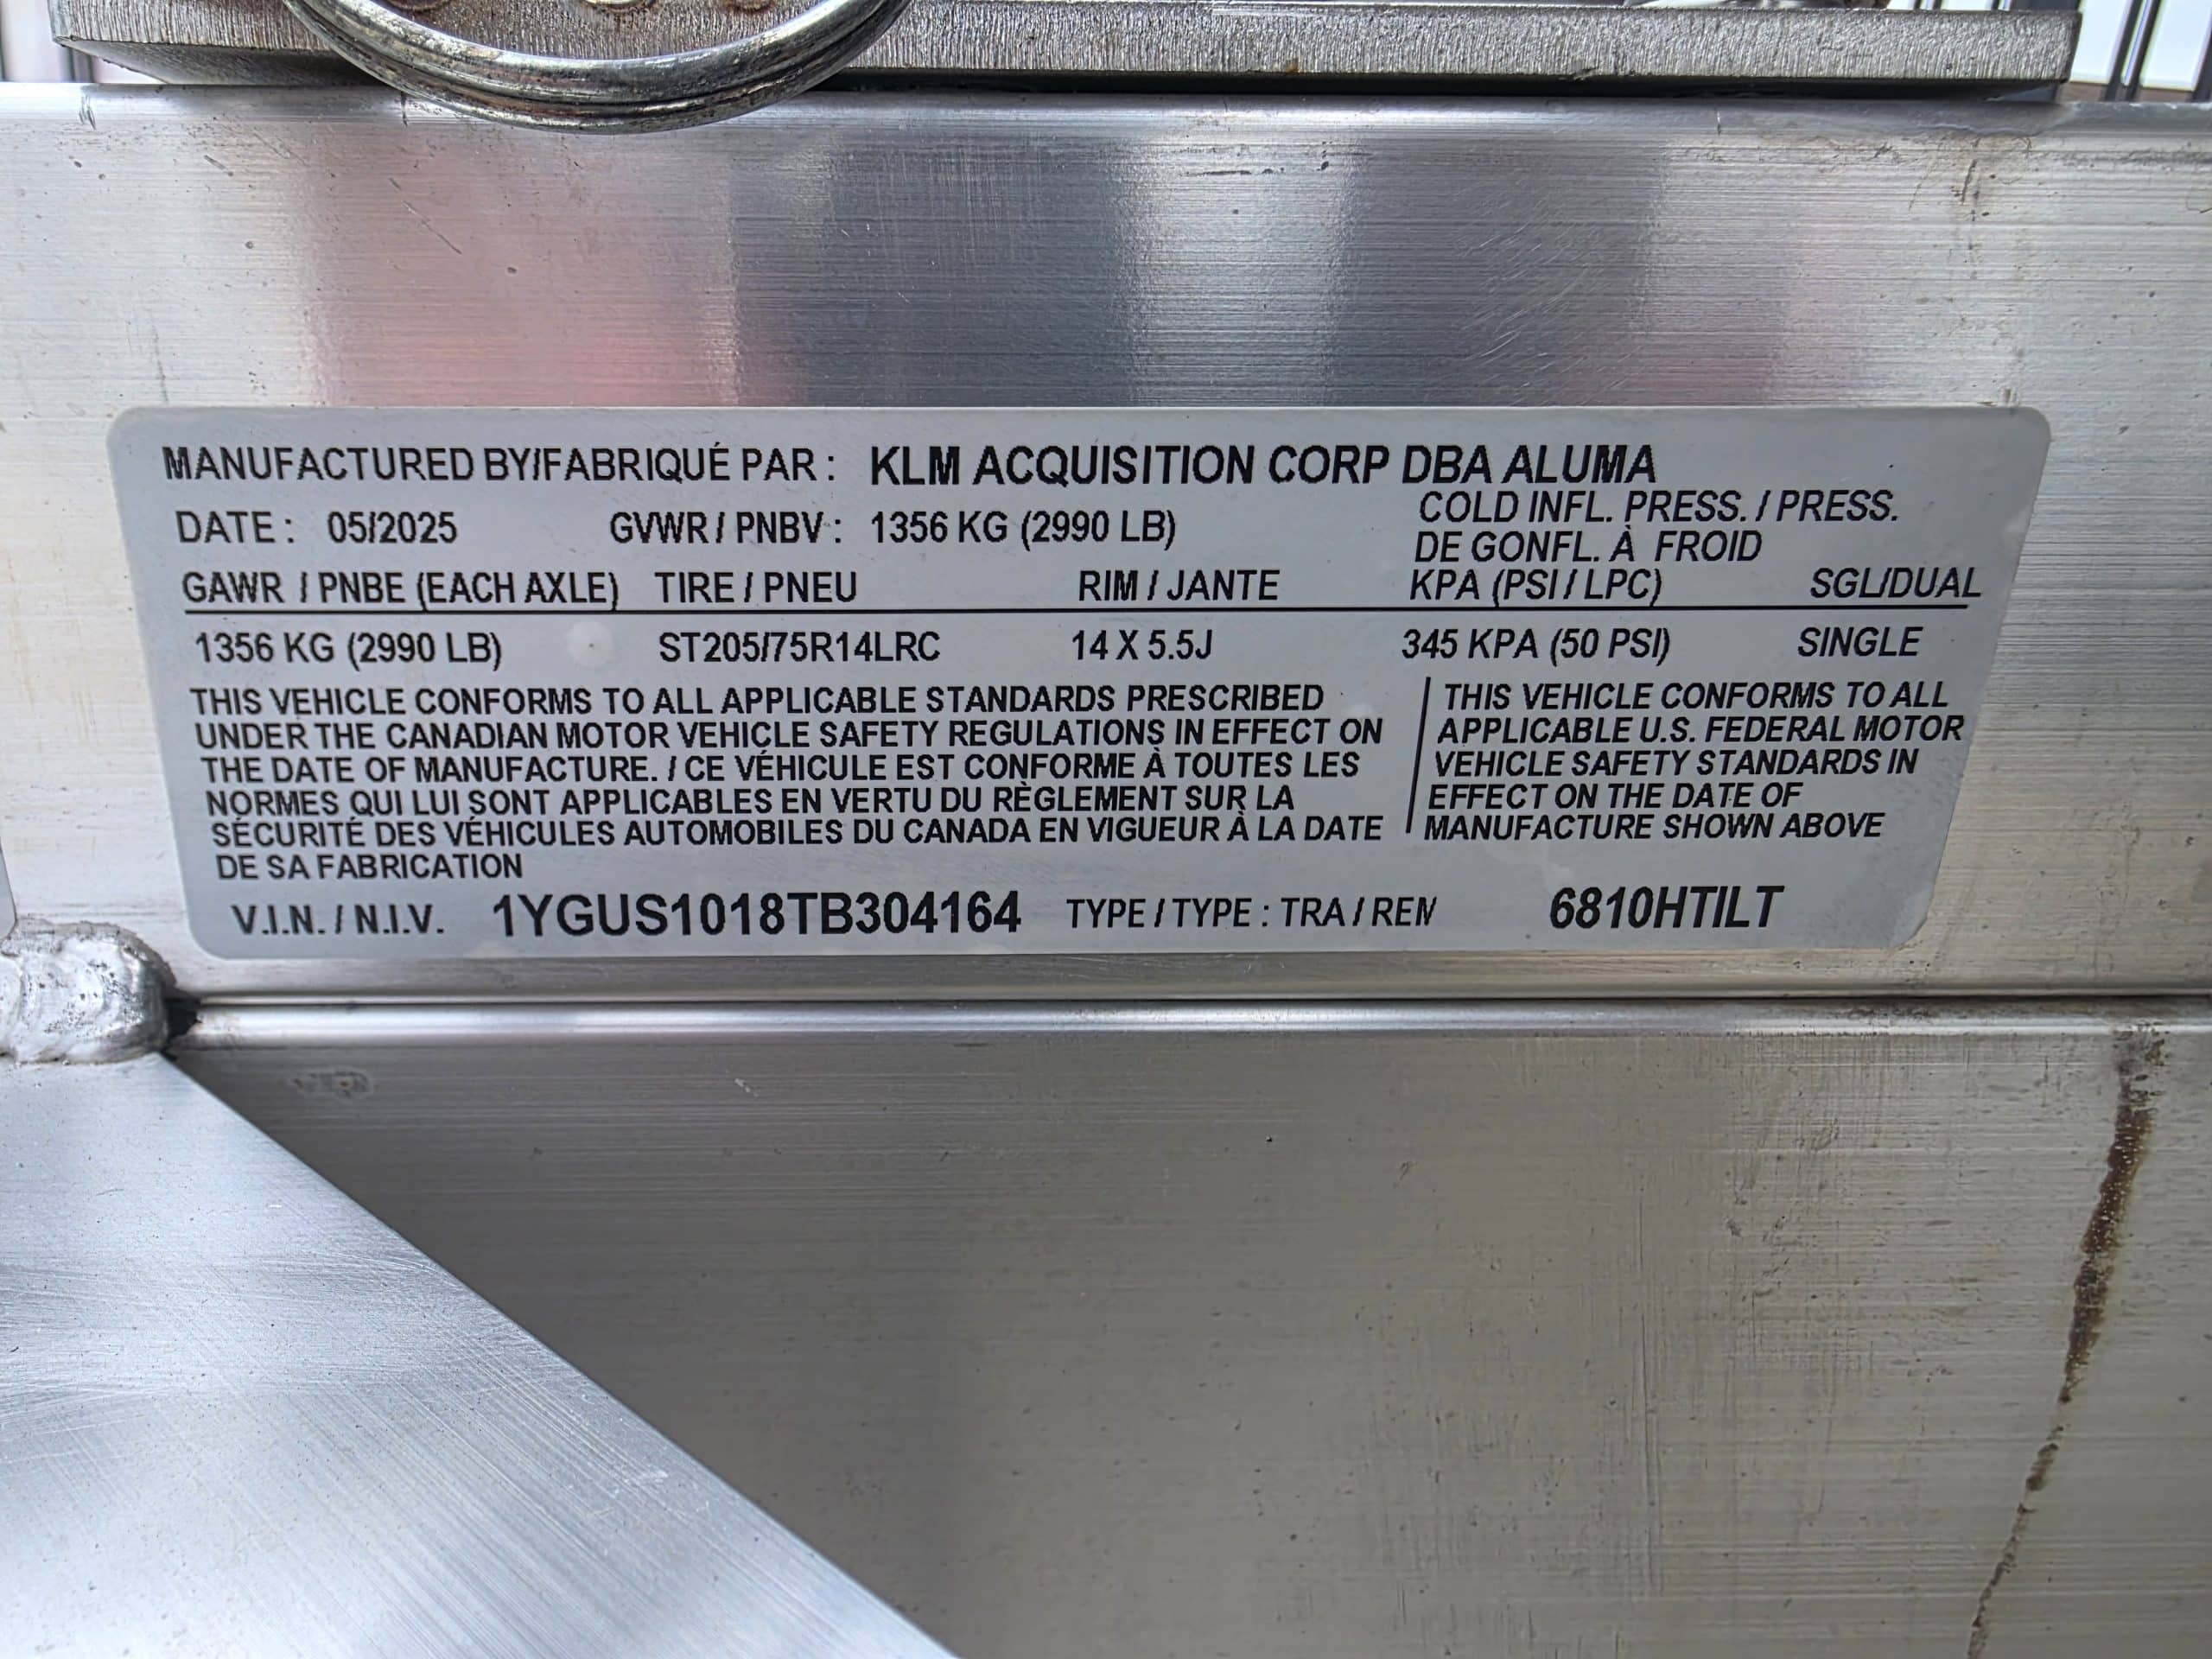 MANUFACTURED BY/FABRIQUÉ PAR : KLM ACQUISITION CORP DBA ALUMA
DATE : 05/2025 GVWR / PNBV : 1356 KG (2990 LB) COLD INFL. PRESS. / PRESS.
DE GONFL. À FROID
GAWR / PNBE (EACH AXLE) TIRE / PNEU RIM / JANTE KPA (PSI / LPC) SGL/DUAL
1356 KG (2990 LB) ST205/75R14LRC 14 X 5.5J 345 KPA (50 PSI) SINGLE
THIS VEHICLE CONFORMS TO ALL APPLICABLE STANDARDS PRESCRIBED
UNDER THE CANADIAN MOTOR VEHICLE SAFETY REGULATIONS IN EFFECT ON
THE DATE OF MANUFACTURE. / CE VÉHICULE EST CONFORME À TOUTES LES
NORMES QUI LUI SONT APPLICABLES EN VERTU DU RÈGLEMENT SUR LA
SÉCURITÉ DES VÉHICULES AUTOMOBILES DU CANADA EN VIGUEUR À LA DATE
DE SA FABRICATION
THIS VEHICLE CONFORMS TO ALL
APPLICABLE U.S. FEDERAL MOTOR
VEHICLE SAFETY STANDARDS IN
EFFECT ON THE DATE OF
MANUFACTURE SHOWN ABOVE
V.I.N. / N.I.V. 1YGUS1018TB304164 TYPE / TYPE : TRA / REM 6810HTILT